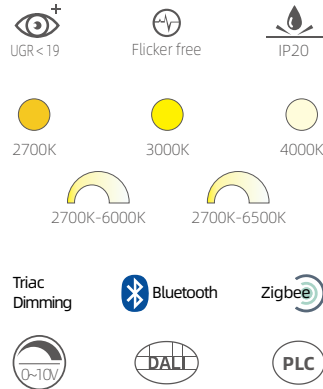 +
UGR < 19
Flicker free
IP20
2700K
3000K
4000K
2700K-6000K
2700K-6500K
Triac
Dimming
Bluetooth
Zigbee
0~10V
DALI
PLC